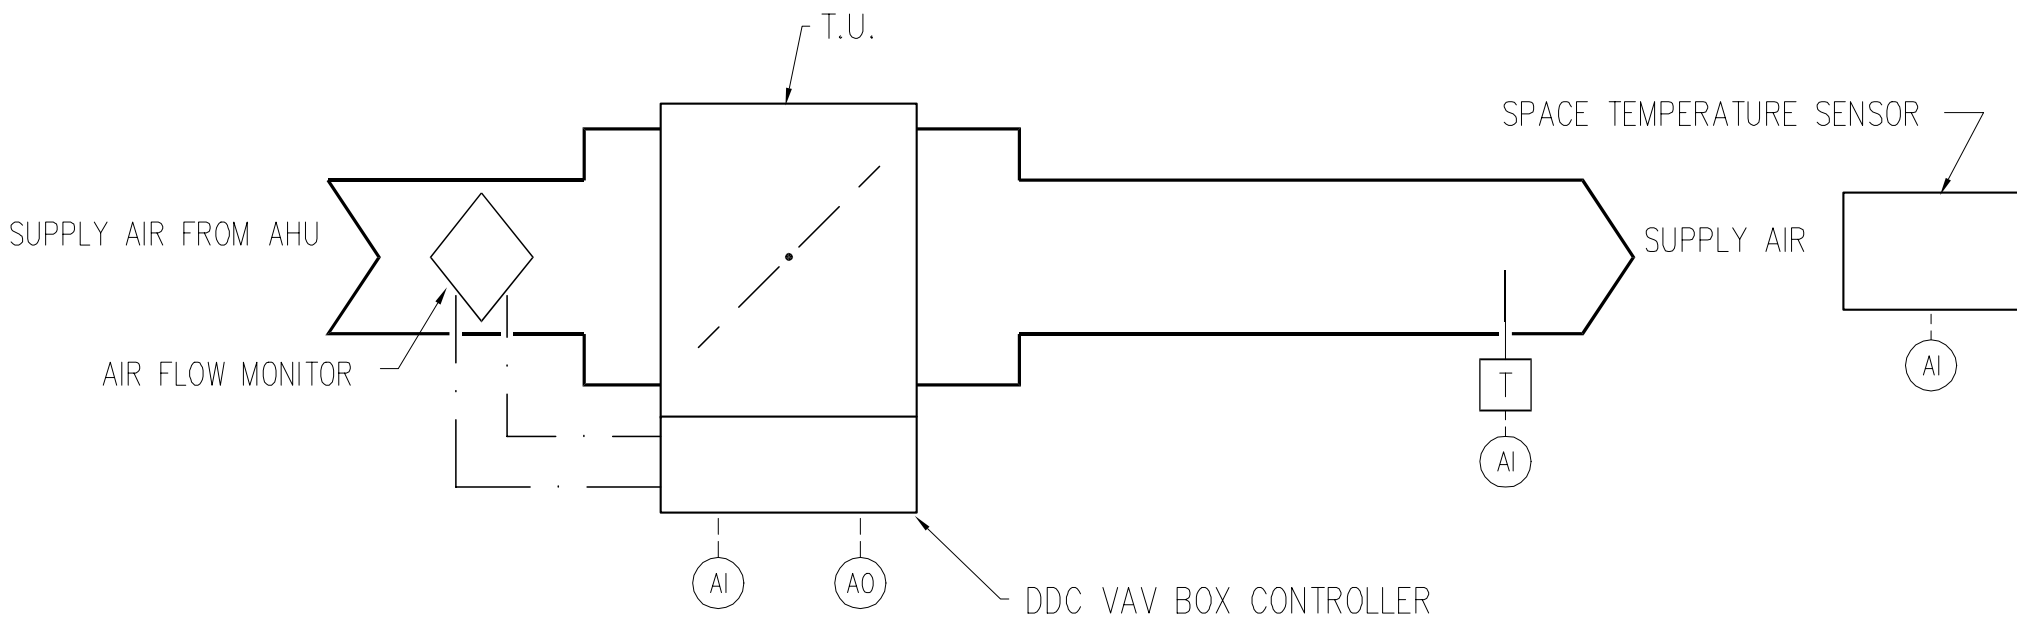 T.U.
SPACE TEMPERATURE SENSOR
SUPPLY AIR FROM AHU
SUPPLY AIR
AIR FLOW MONITOR
AI
T
AI
AI
AO
DDC VAV BOX CONTROLLER